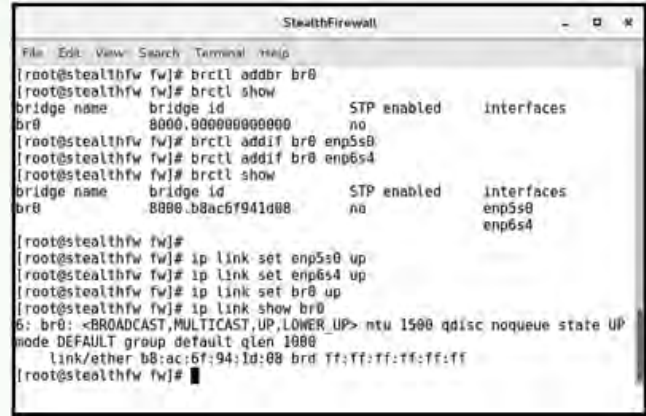 StealthFirewall
File Edit View Search Terminal Help
[root@stealthfw fw]# brctl addbr br0
[root@stealthfw fw]# brctl show
bridge name bridge id STP enabled interfaces
br0 8000.000000000000 no
[root@stealthfw fw]# brctl addif br0 enp5s0
[root@stealthfw fw]# brctl addif br0 enp6s4
[root@stealthfw fw]# brctl show
bridge name bridge id STP enabled interfaces
br0 8000.b8ac6f941d08 no enp5s0
enp6s4
[root@stealthfw fw]#
[root@stealthfw fw]# ip link set enp5s0 up
[root@stealthfw fw]# ip link set enp6s4 up
[root@stealthfw fw]# ip link set br0 up
[root@stealthfw fw]# ip link show br0
6: br0: <BROADCAST,MULTICAST,UP,LOWER_UP> mtu 1500 qdisc noqueue state UP
mode DEFAULT group default qlen 1000
link/ether b8:ac:6f:94:1d:08 brd ff:ff:ff:ff:ff:ff
[root@stealthfw fw]#